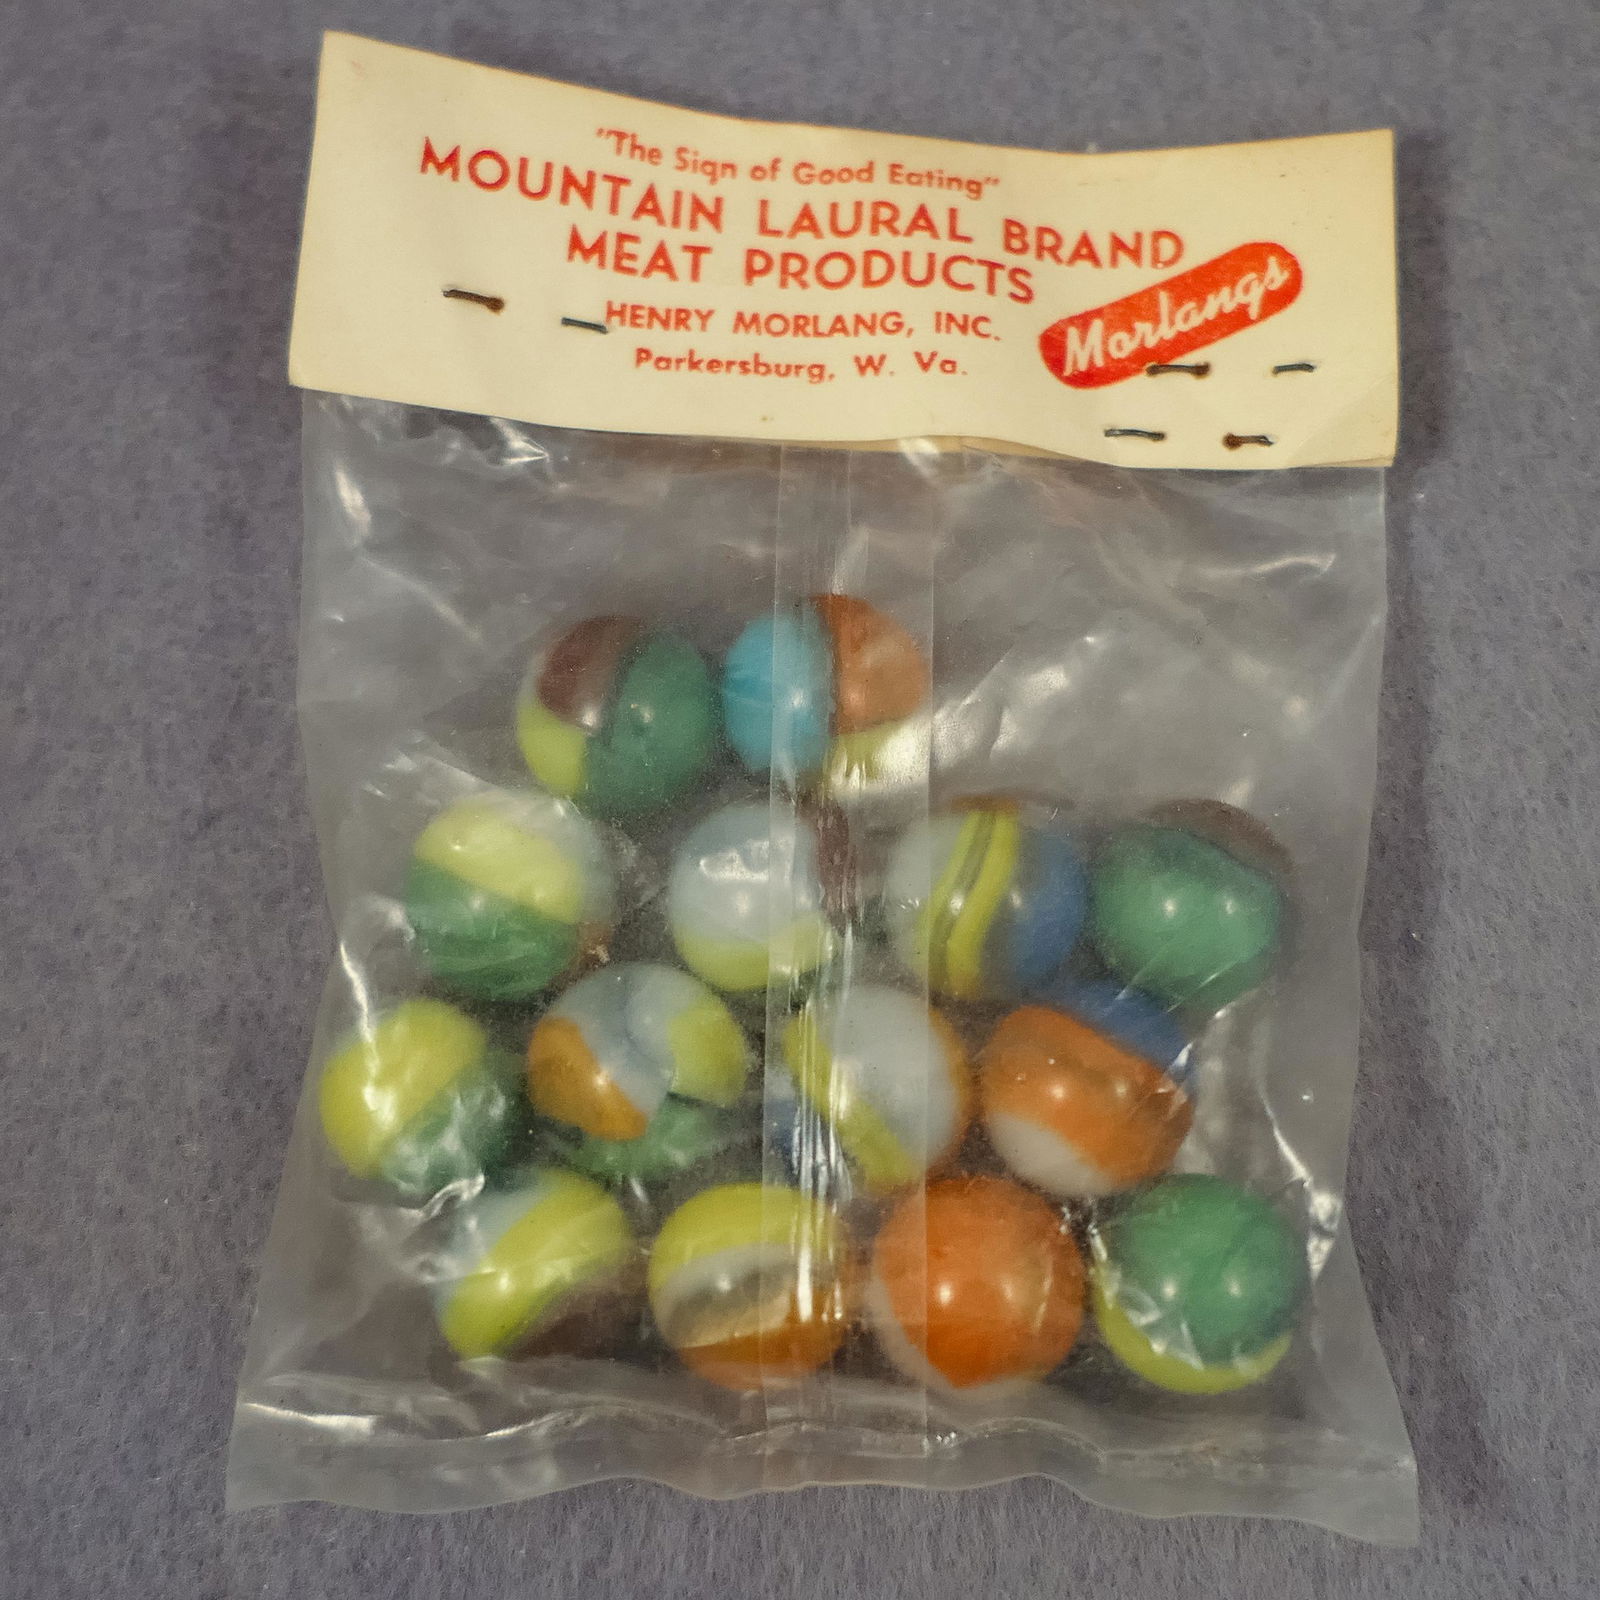 "The Sign of Good Eating"
MOUNTAIN LAURAL BRAND
MEAT PRODUCTS
HENRY MORLANG, INC.
Parkersburg, W. Va.
Morlangs